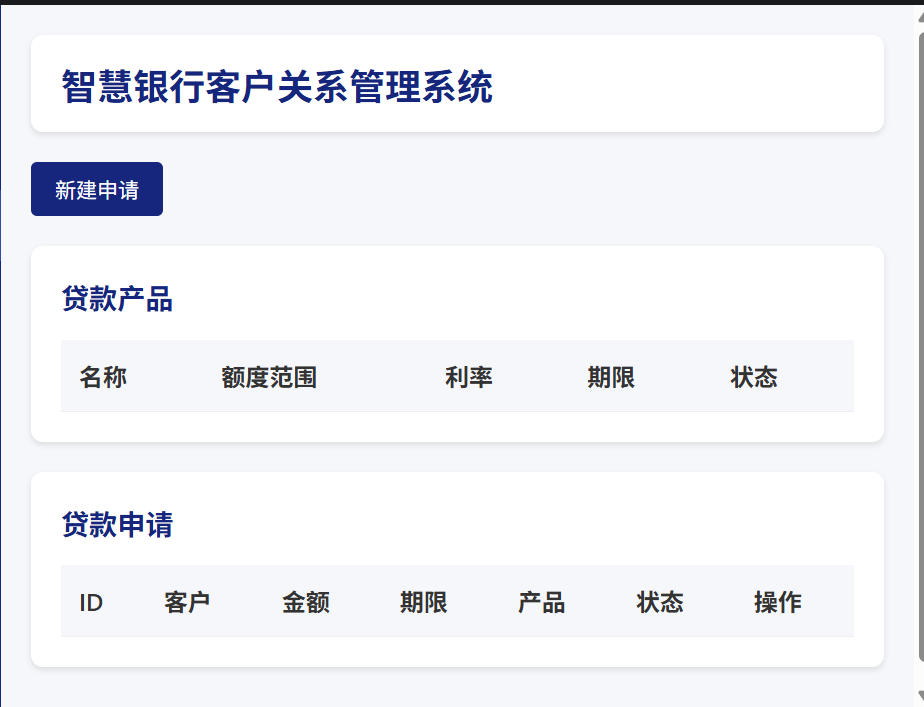 智慧银行客户关系管理系统
新建申请
贷款产品
名称 额度范围 利率 期限 状态
贷款申请
ID 客户 金额 期限 产品 状态 操作